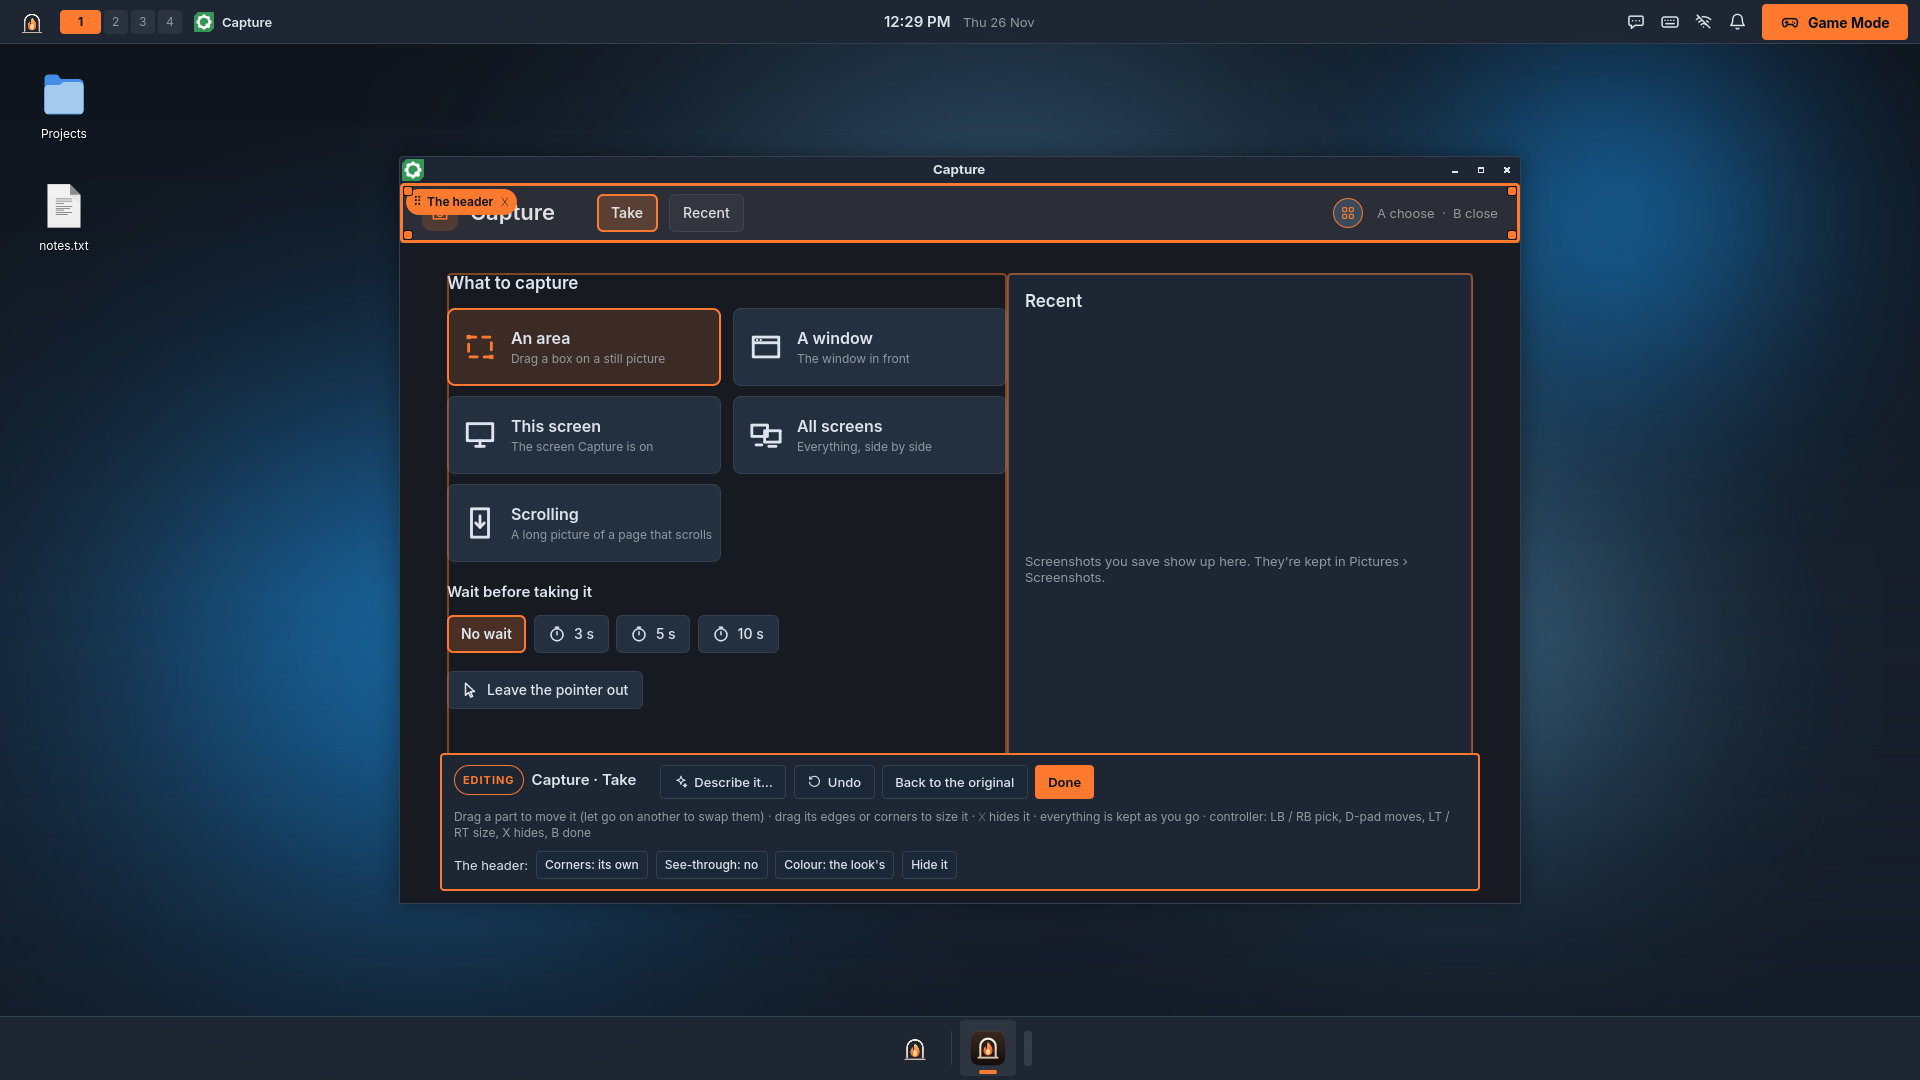 1 2 3 4 Capture
12:29 PM Thu 26 Nov
Game Mode
Projects
notes.txt
Capture
The header X
Capture
Take
Recent
A choose · B close
What to capture
An area
Drag a box on a still picture
A window
The window in front
This screen
The screen Capture is on
All screens
Everything, side by side
Scrolling
A long picture of a page that scrolls
Wait before taking it
No wait
3 s
5 s
10 s
Leave the pointer out
Recent
Screenshots you save show up here. They're kept in Pictures ›
Screenshots.
EDITING Capture · Take
Describe it...
Undo
Back to the original
Done
Drag a part to move it (let go on another to swap them) · drag its edges or corners to size it · X hides it · everything is kept as you go · controller: LB / RB pick, D-pad moves, LT /
RT size, X hides, B done
The header:
Corners: its own
See-through: no
Colour: the look's
Hide it